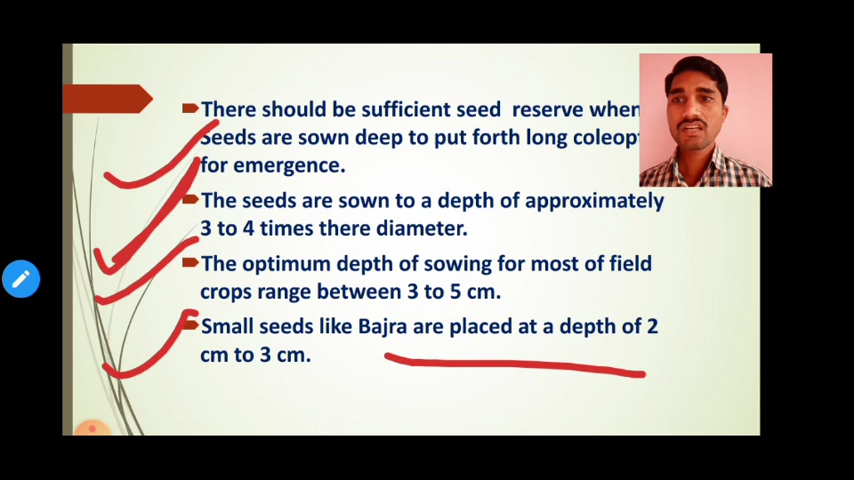 There should be sufficient seed reserve when
Seeds are sown deep to put forth long
for emergence.
The seeds are sown to a depth of approximately
3 to 4 times there diameter.
The optimum depth of sowing for most of field
crops range between 3 to 5 cm.
Small seeds like Bajra are placed at a depth of 2
cm to 3 cm.